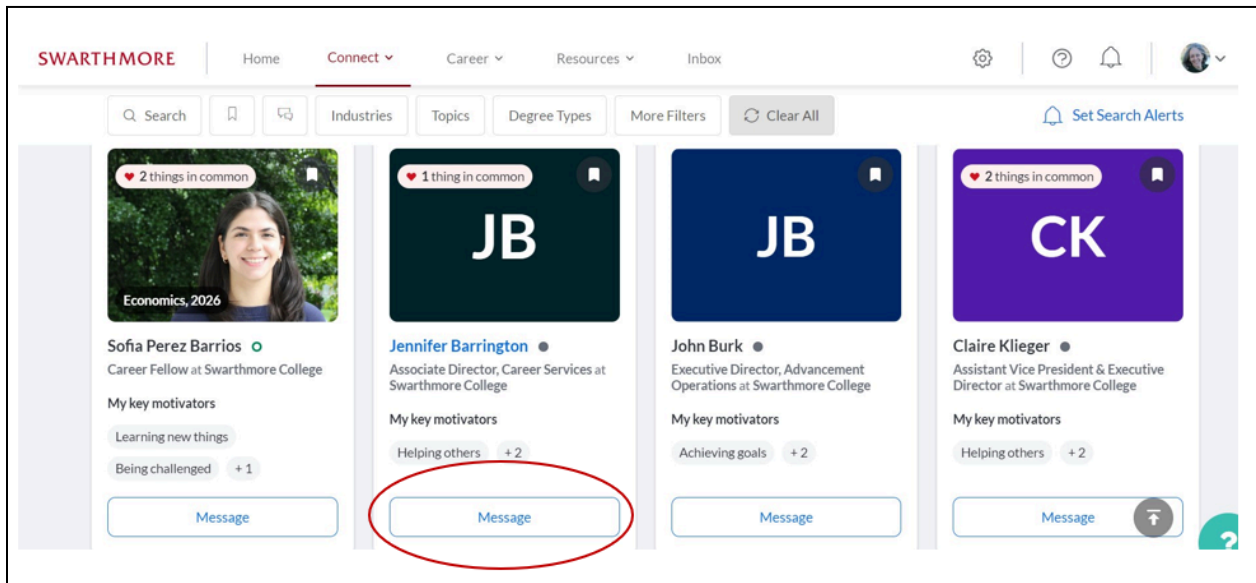 SWARTHMORE
Home
Connect
Career
Resources
Inbox
Search
Industries
Topics
Degree Types
More Filters
Clear All
Set Search Alerts
2 things in common
Economics, 2026
Sofia Perez Barrios
Career Fellow at Swarthmore College
My key motivators
Learning new things
Being challenged
+ 1
Message
1 thing in common
JB
Jennifer Barrington
Associate Director, Career Services at
Swarthmore College
My key motivators
Helping others
+ 2
Message
JB
John Burk
Executive Director, Advancement
Operations at Swarthmore College
My key motivators
Achieving goals
+ 2
Message
2 things in common
CK
Claire Klieger
Assistant Vice President & Executive
Director at Swarthmore College
My key motivators
Helping others
+ 2
Message
?